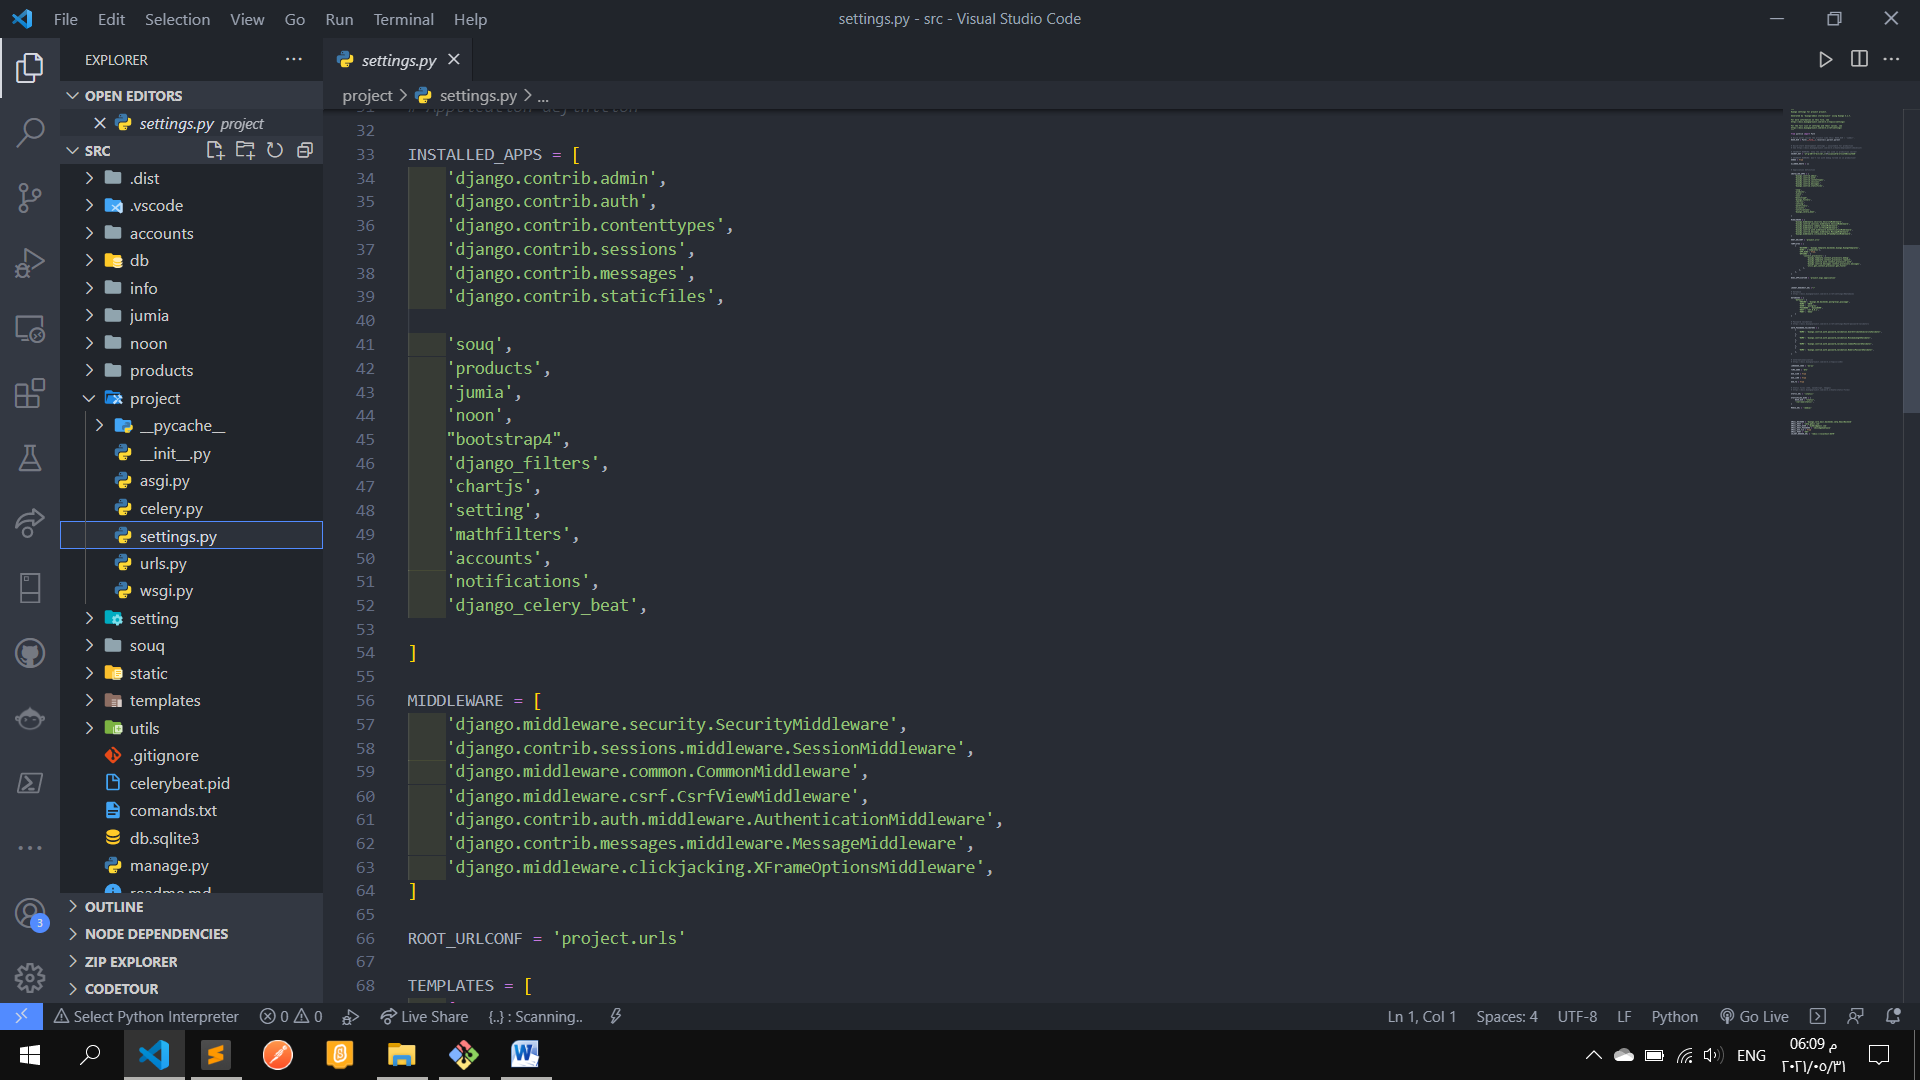 File Edit Selection View Go Run Terminal Help
settings.py - src - Visual Studio Code
EXPLORER
OPEN EDITORS
settings.py project
SRC
.dist
.vscode
accounts
db
info
jumia
noon
products
project
__pycache__
__init__.py
asgi.py
celery.py
settings.py
urls.py
wsgi.py
setting
souq
static
templates
utils
.gitignore
celerybeat.pid
comands.txt
db.sqlite3
manage.py
readme.md
OUTLINE
NODE DEPENDENCIES
ZIP EXPLORER
CODETOUR
3
settings.py
project > settings.py > ...
32
33 INSTALLED_APPS = [
34 'django.contrib.admin',
35 'django.contrib.auth',
36 'django.contrib.contenttypes',
37 'django.contrib.sessions',
38 'django.contrib.messages',
39 'django.contrib.staticfiles',
40
41 'souq',
42 'products',
43 'jumia',
44 'noon',
45 "bootstrap4",
46 'django_filters',
47 'chartjs',
48 'setting',
49 'mathfilters',
50 'accounts',
51 'notifications',
52 'django_celery_beat',
53
54 ]
55
56 MIDDLEWARE = [
57 'django.middleware.security.SecurityMiddleware',
58 'django.contrib.sessions.middleware.SessionMiddleware',
59 'django.middleware.common.CommonMiddleware',
60 'django.middleware.csrf.CsrfViewMiddleware',
61 'django.contrib.auth.middleware.AuthenticationMiddleware',
62 'django.contrib.messages.middleware.MessageMiddleware',
63 'django.middleware.clickjacking.XFrameOptionsMiddleware',
64 ]
65
66 ROOT_URLCONF = 'project.urls'
67
68 TEMPLATES = [
Select Python Interpreter 0 0 Live Share {..} : Scanning..
Ln 1, Col 1 Spaces: 4 UTF-8 LF Python Go Live
ENG
06:09 م
٢٠٢١/٠٥/٣١